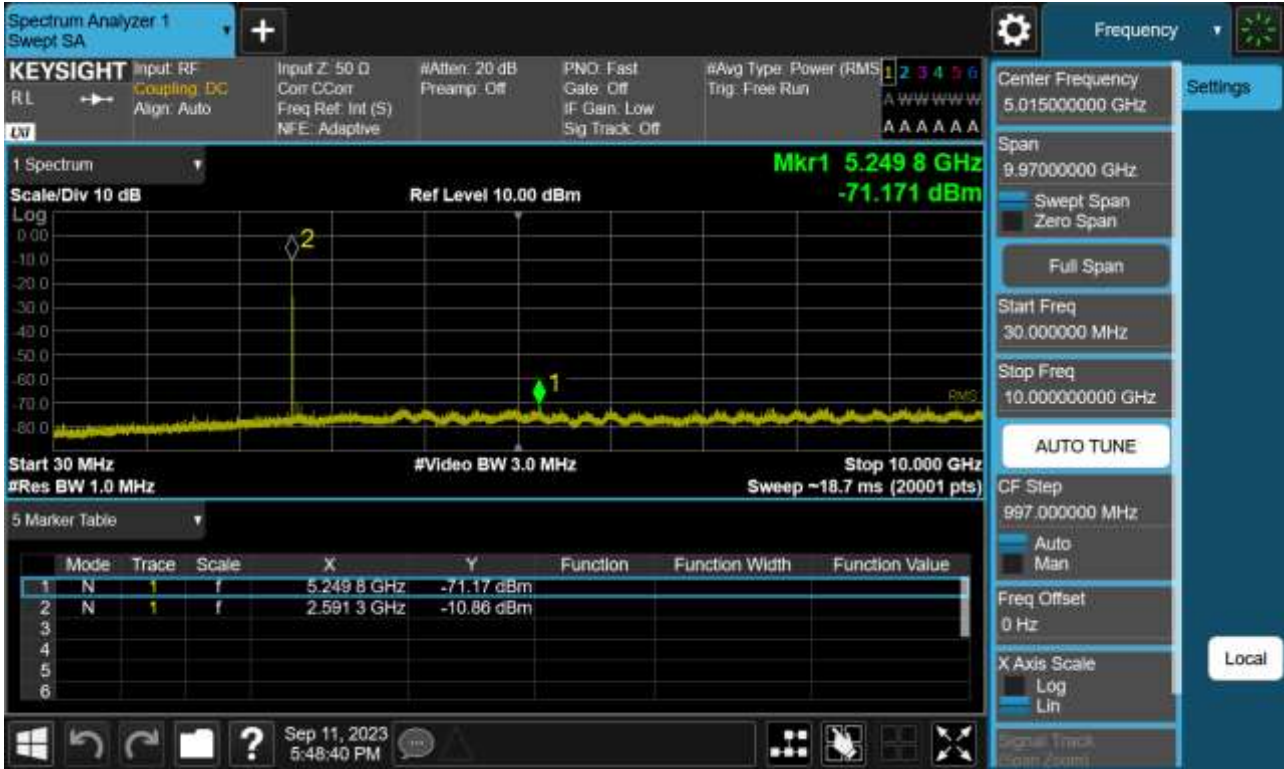 Spectrum Analyzer 1
Swept SA
+
Frequency
KEYSIGHT
RL
LXI
Input: RF
Coupling: DC
Align: Auto
Input Z: 50 Ω
Corr CCorr
Freq Ref: Int (S)
NFE: Adaptive
#Atten: 20 dB
Preamp: Off
PNO: Fast
Gate: Off
IF Gain: Low
Sig Track: Off
#Avg Type: Power (RMS
Trig: Free Run
1 2 3 4 5 6
A W W W W W
A A A A A A
1 Spectrum
Scale/Div 10 dB
Ref Level 10.00 dBm
Mkr1 5.249 8 GHz
-71.171 dBm
Log
0.00
-10.0
-20.0
-30.0
-40.0
-50.0
-60.0
-70.0
-80.0
2
1
RMS
Start 30 MHz
#Video BW 3.0 MHz
Stop 10.000 GHz
#Res BW 1.0 MHz
Sweep ~18.7 ms (20001 pts)
5 Marker Table
Mode Trace Scale X Y Function Function Width Function Value
1 N 1 f 5.249 8 GHz -71.17 dBm
2 N 1 f 2.591 3 GHz -10.86 dBm
3
4
5
6
?
Sep 11, 2023
5:48:40 PM
Center Frequency
5.015000000 GHz
Span
9.97000000 GHz
Swept Span
Zero Span
Full Span
Start Freq
30.000000 MHz
Stop Freq
10.000000000 GHz
AUTO TUNE
CF Step
997.000000 MHz
Auto
Man
Freq Offset
0 Hz
X Axis Scale
Log
Lin
Signal Track
(Span Zoom)
Settings
Local